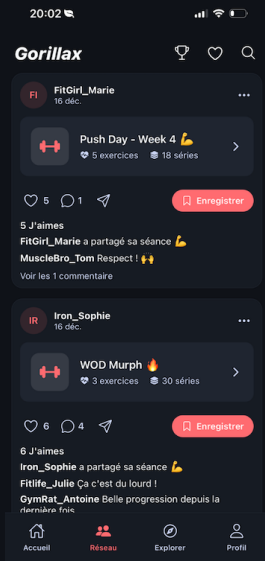 20:02
Gorillax
FI
FitGirl_Marie
16 déc.
Push Day - Week 4 💪
5 exercices
18 séries
5
1
Enregistrer
5 J'aimes
FitGirl_Marie a partagé sa séance 💪
MuscleBro_Tom Respect ! 🙌
Voir les 1 commentaire
IR
Iron_Sophie
16 déc.
WOD Murph 🔥
3 exercices
30 séries
6
4
Enregistrer
6 J'aimes
Iron_Sophie a partagé sa séance 💪
Fitlife_Julie Ça c'est du lourd !
GymRat_Antoine Belle progression depuis la
dernière fois
Accueil
Réseau
Explorer
Profil